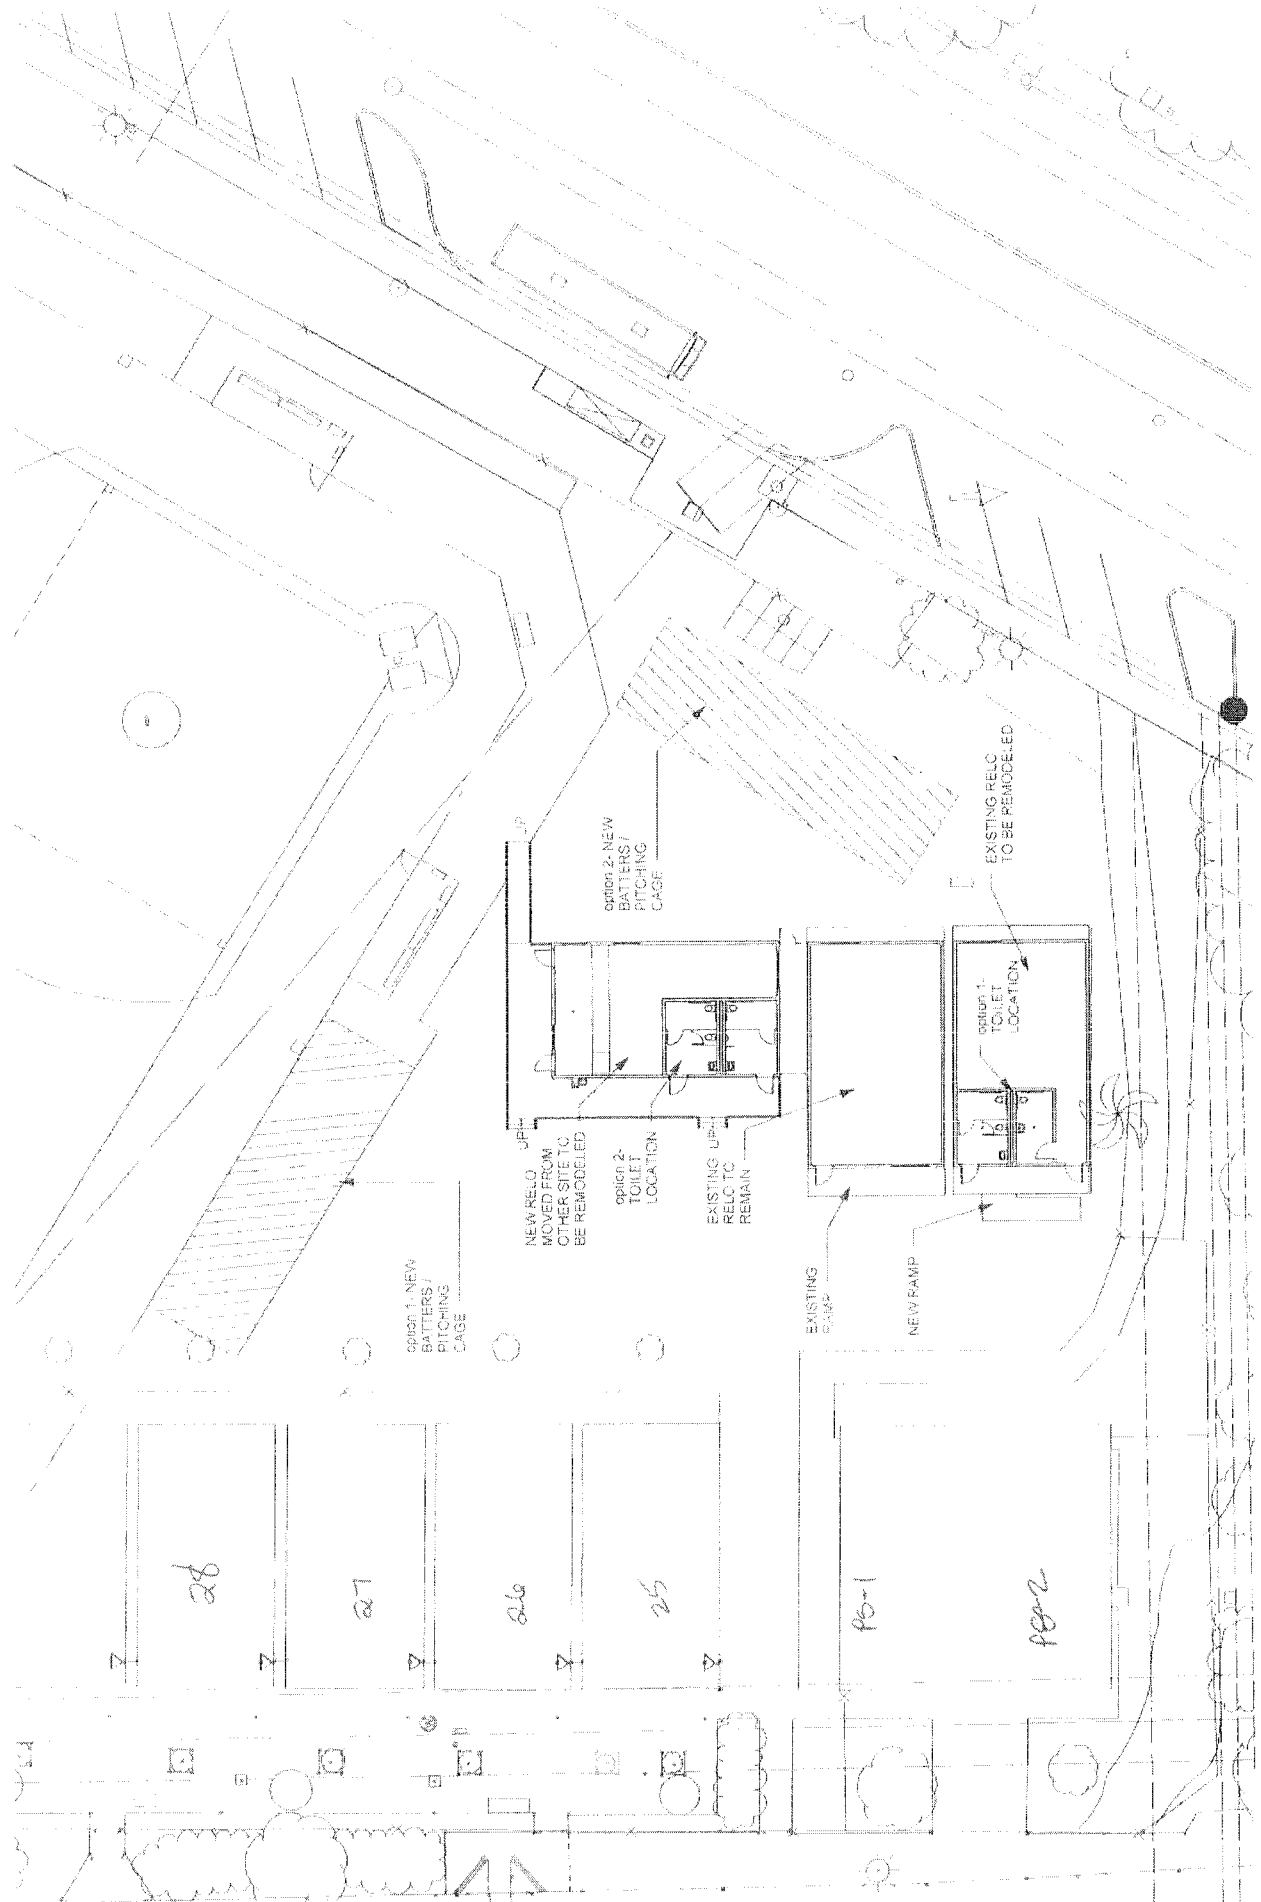 option 2- NEW
BATTERS /
PITCHING
CAGE
EXISTING RELO
TO BE REMODELED
option 1-
TOILET
LOCATION
UP
NEW RELO
MOVED FROM
OTHER SITE TO
BE REMODELED
option 2-
TOILET
LOCATION
UP
EXISTING
RELO TO
REMAIN
UP
option 1- NEW
BATTERS /
PITCHING
CAGE
EXISTING
RAMP
NEW RAMP
28
27
26
25
PS-1
PS-2